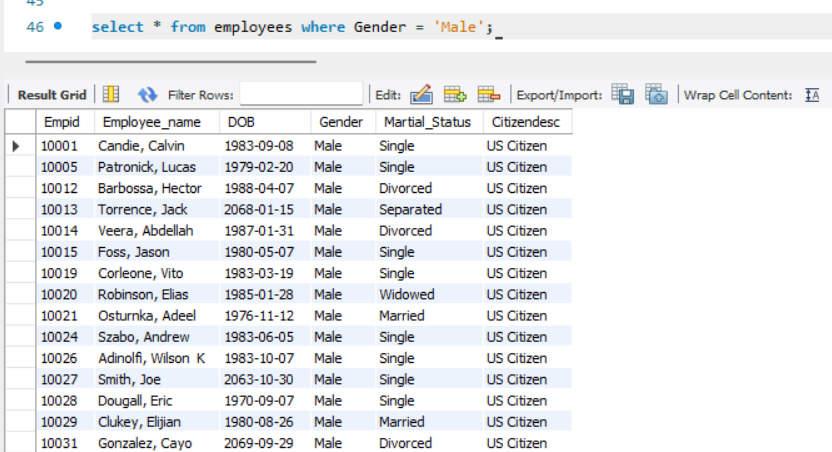 45
46 select * from employees where Gender = 'Male';
Result Grid Filter Rows: Edit: Export/Import: Wrap Cell Content: IA
Empid Employee_name DOB Gender Martial_Status Citizendesc
10001 Candie, Calvin 1983-09-08 Male Single US Citizen
10005 Patronick, Lucas 1979-02-20 Male Single US Citizen
10012 Barbossa, Hector 1988-04-07 Male Divorced US Citizen
10013 Torrence, Jack 2068-01-15 Male Separated US Citizen
10014 Veera, Abdellah 1987-01-31 Male Divorced US Citizen
10015 Foss, Jason 1980-05-07 Male Single US Citizen
10019 Corleone, Vito 1983-03-19 Male Single US Citizen
10020 Robinson, Elias 1985-01-28 Male Widowed US Citizen
10021 Osturnka, Adeel 1976-11-12 Male Married US Citizen
10024 Szabo, Andrew 1983-06-05 Male Single US Citizen
10026 Adinolfi, Wilson K 1983-10-07 Male Single US Citizen
10027 Smith, Joe 2063-10-30 Male Single US Citizen
10028 Dougall, Eric 1970-09-07 Male Single US Citizen
10029 Clukey, Elijian 1980-08-26 Male Married US Citizen
10031 Gonzalez, Cayo 2069-09-29 Male Divorced US Citizen